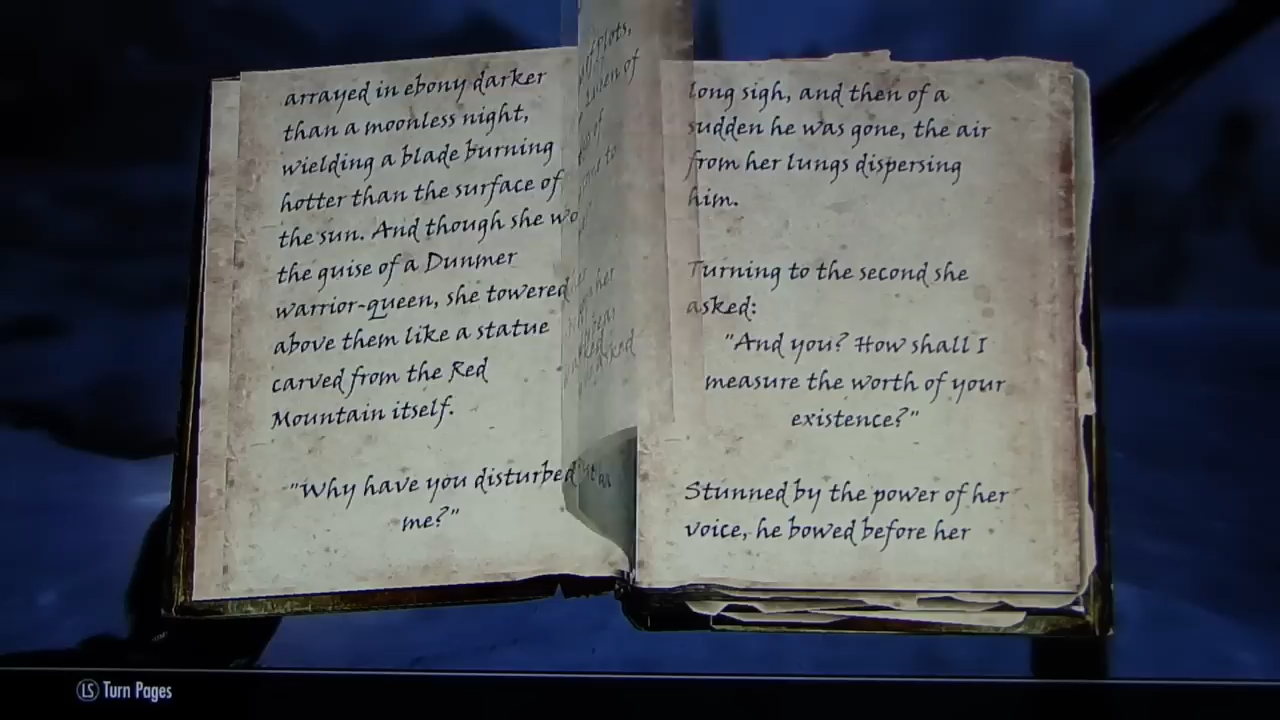 arrayed in ebony darker
than a moonless night,
wielding a blade burning
hotter than the surface of
the sun. And though she wo
the guise of a Dunmer
warrior-queen, she towered
above them like a statue
carved from the Red
Mountain itself.
"Why have you disturbed
me?"
long sigh, and then of a
sudden he was gone, the air
from her lungs dispersing
him.
Turning to the second she
asked:
"And you? How shall I
measure the worth of your
existence?"
Stunned by the power of her
voice, he bowed before her
LS Turn Pages